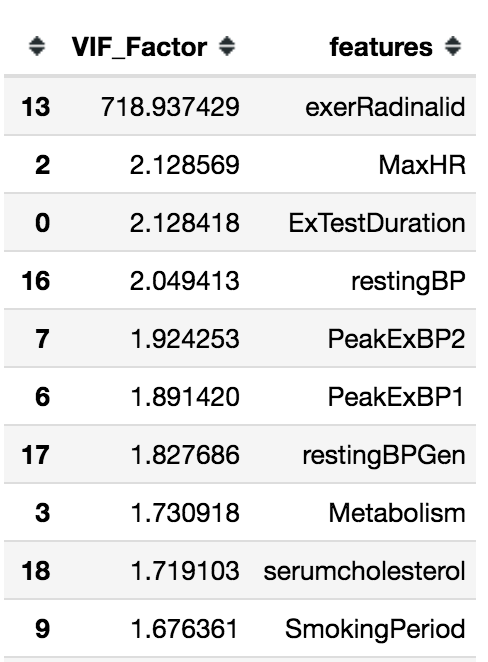 VIF_Factor features
13 718.937429 exerRadinalid
2 2.128569 MaxHR
0 2.128418 ExTestDuration
16 2.049413 restingBP
7 1.924253 PeakExBP2
6 1.891420 PeakExBP1
17 1.827686 restingBPGen
3 1.730918 Metabolism
18 1.719103 serumcholesterol
9 1.676361 SmokingPeriod